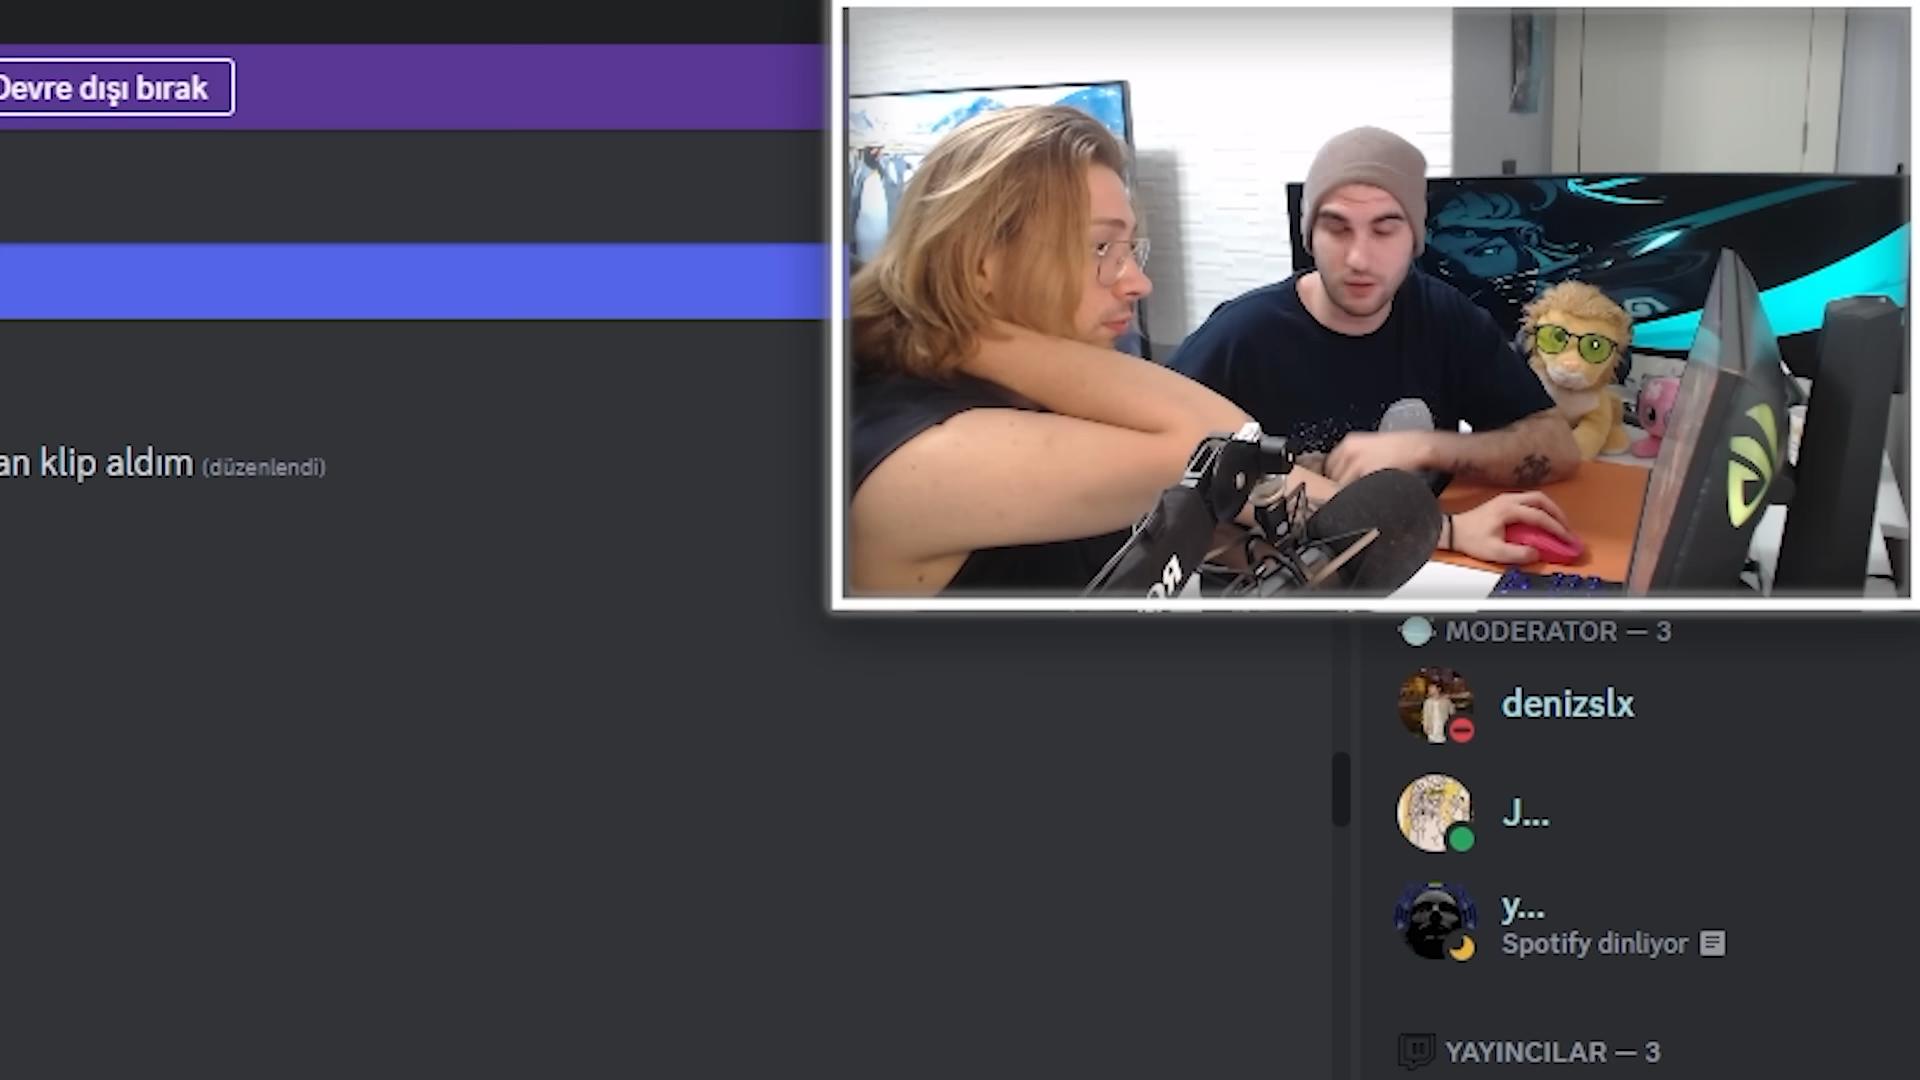 Devre dışı bırak
an klip aldım (düzenlendi)
MODERATOR — 3
denizslx
J...
y...
Spotify dinliyor
YAYINCILAR — 3